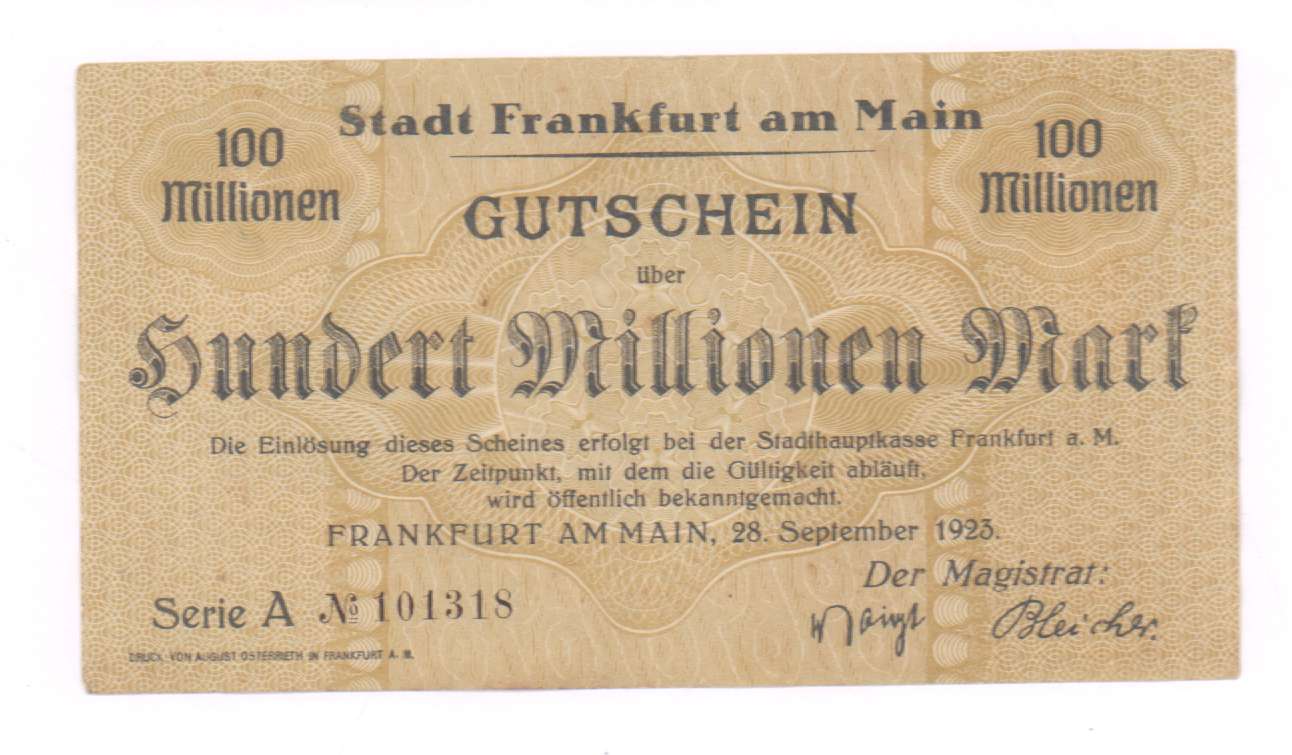 Stadt Frankfurt am Main
100 Millionen
100 Millionen
GUTSCHEIN
über
Hundert Millionen Mark
Die Einlösung dieses Scheines erfolgt bei der Stadthauptkasse Frankfurt a. M.
Der Zeitpunkt, mit dem die Gültigkeit abläuft,
wird öffentlich bekanntgemacht.
FRANKFURT AM MAIN, 28. September 1923.
Der Magistrat:
Serie A № 101318
Bleicher.
DRUCK VON AUGUST OSTERRIETH IN FRANKFURT A. M.